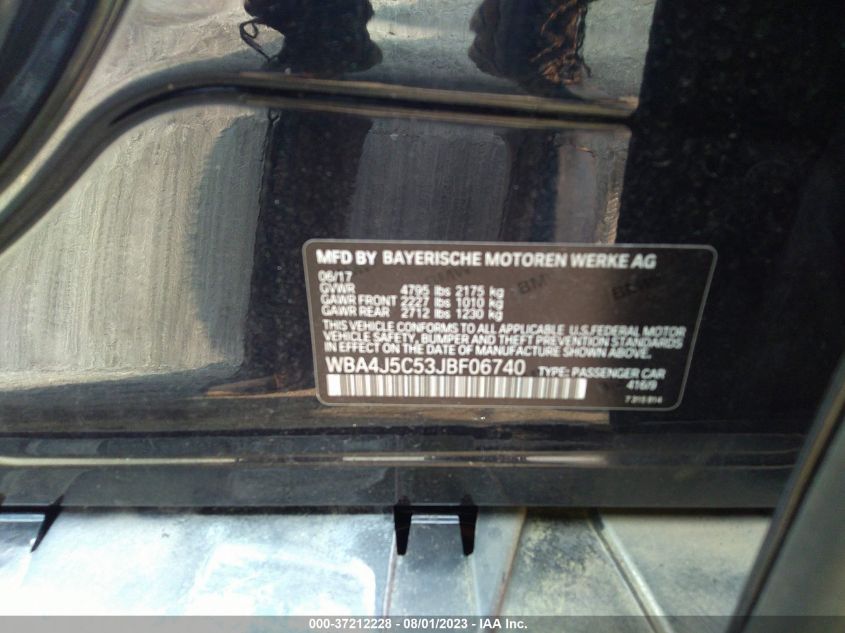 MFD BY BAYERISCHE MOTOREN WERKE AG
06/17
GVWR 4795 lbs 2175 kg
GAWR FRONT 2227 lbs 1010 kg
GAWR REAR 2712 lbs 1230 kg
THIS VEHICLE CONFORMS TO ALL APPLICABLE U.S.FEDERAL MOTOR
VEHICLE SAFETY, BUMPER AND THEFT PREVENTION STANDARDS
IN EFFECT ON THE DATE OF MANUFACTURE SHOWN ABOVE.
WBA4J5C53JBF06740 TYPE: PASSENGER CAR
416/9
000-37212228 - 08/01/2023 - IAA Inc.